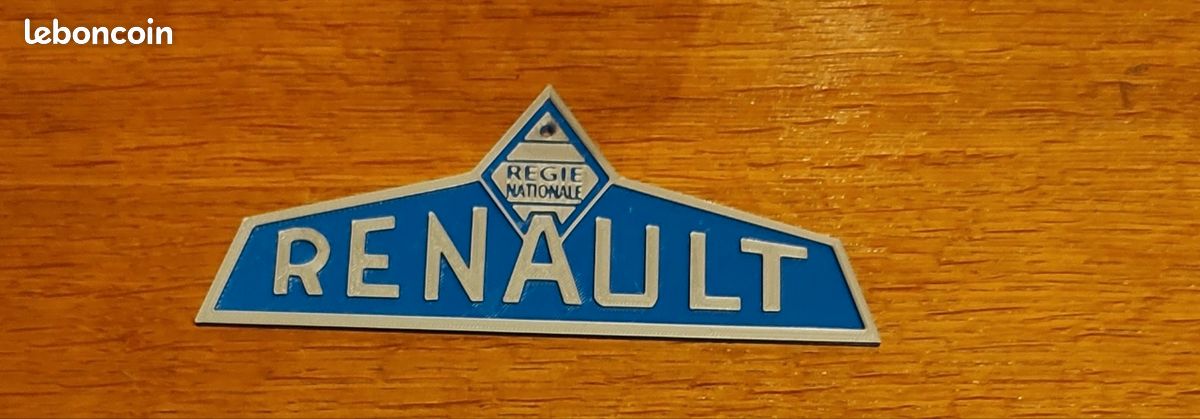 leboncoin
REGIE
NATIONALE
RENAULT